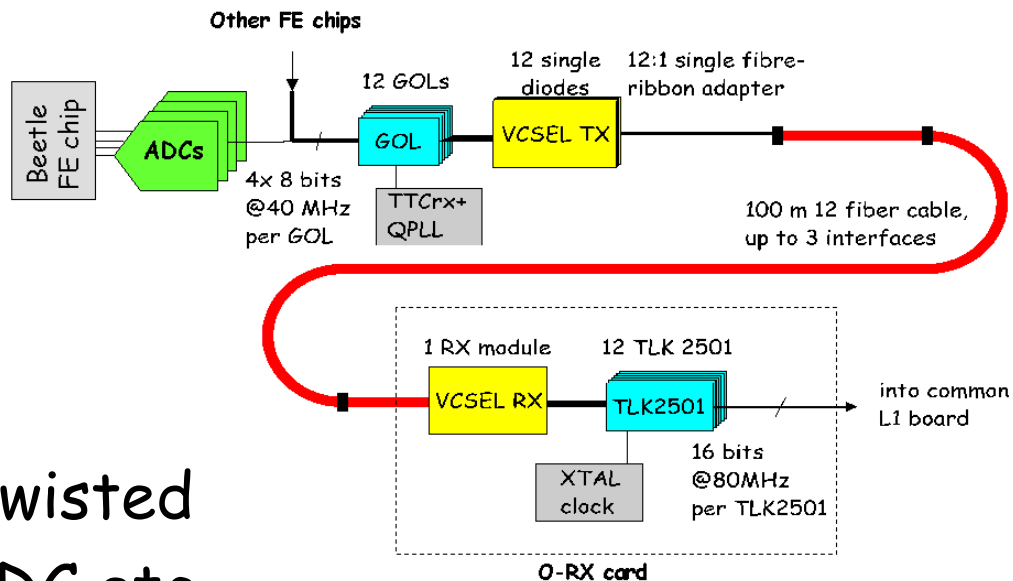 Other FE chips
Beetle
FE chip
ADCs
4x 8 bits
@40 MHz
per GOL
12 GOLs
GOL
TTCrx+
QPLL
12 single
diodes
VCSEL TX
12:1 single fibre-
ribbon adapter
100 m 12 fiber cable,
up to 3 interfaces
1 RX module
VCSEL RX
12 TLK 2501
TLK2501
XTAL
clock
16 bits
@80MHz
per TLK2501
into common
L1 board
O-RX card
wisted